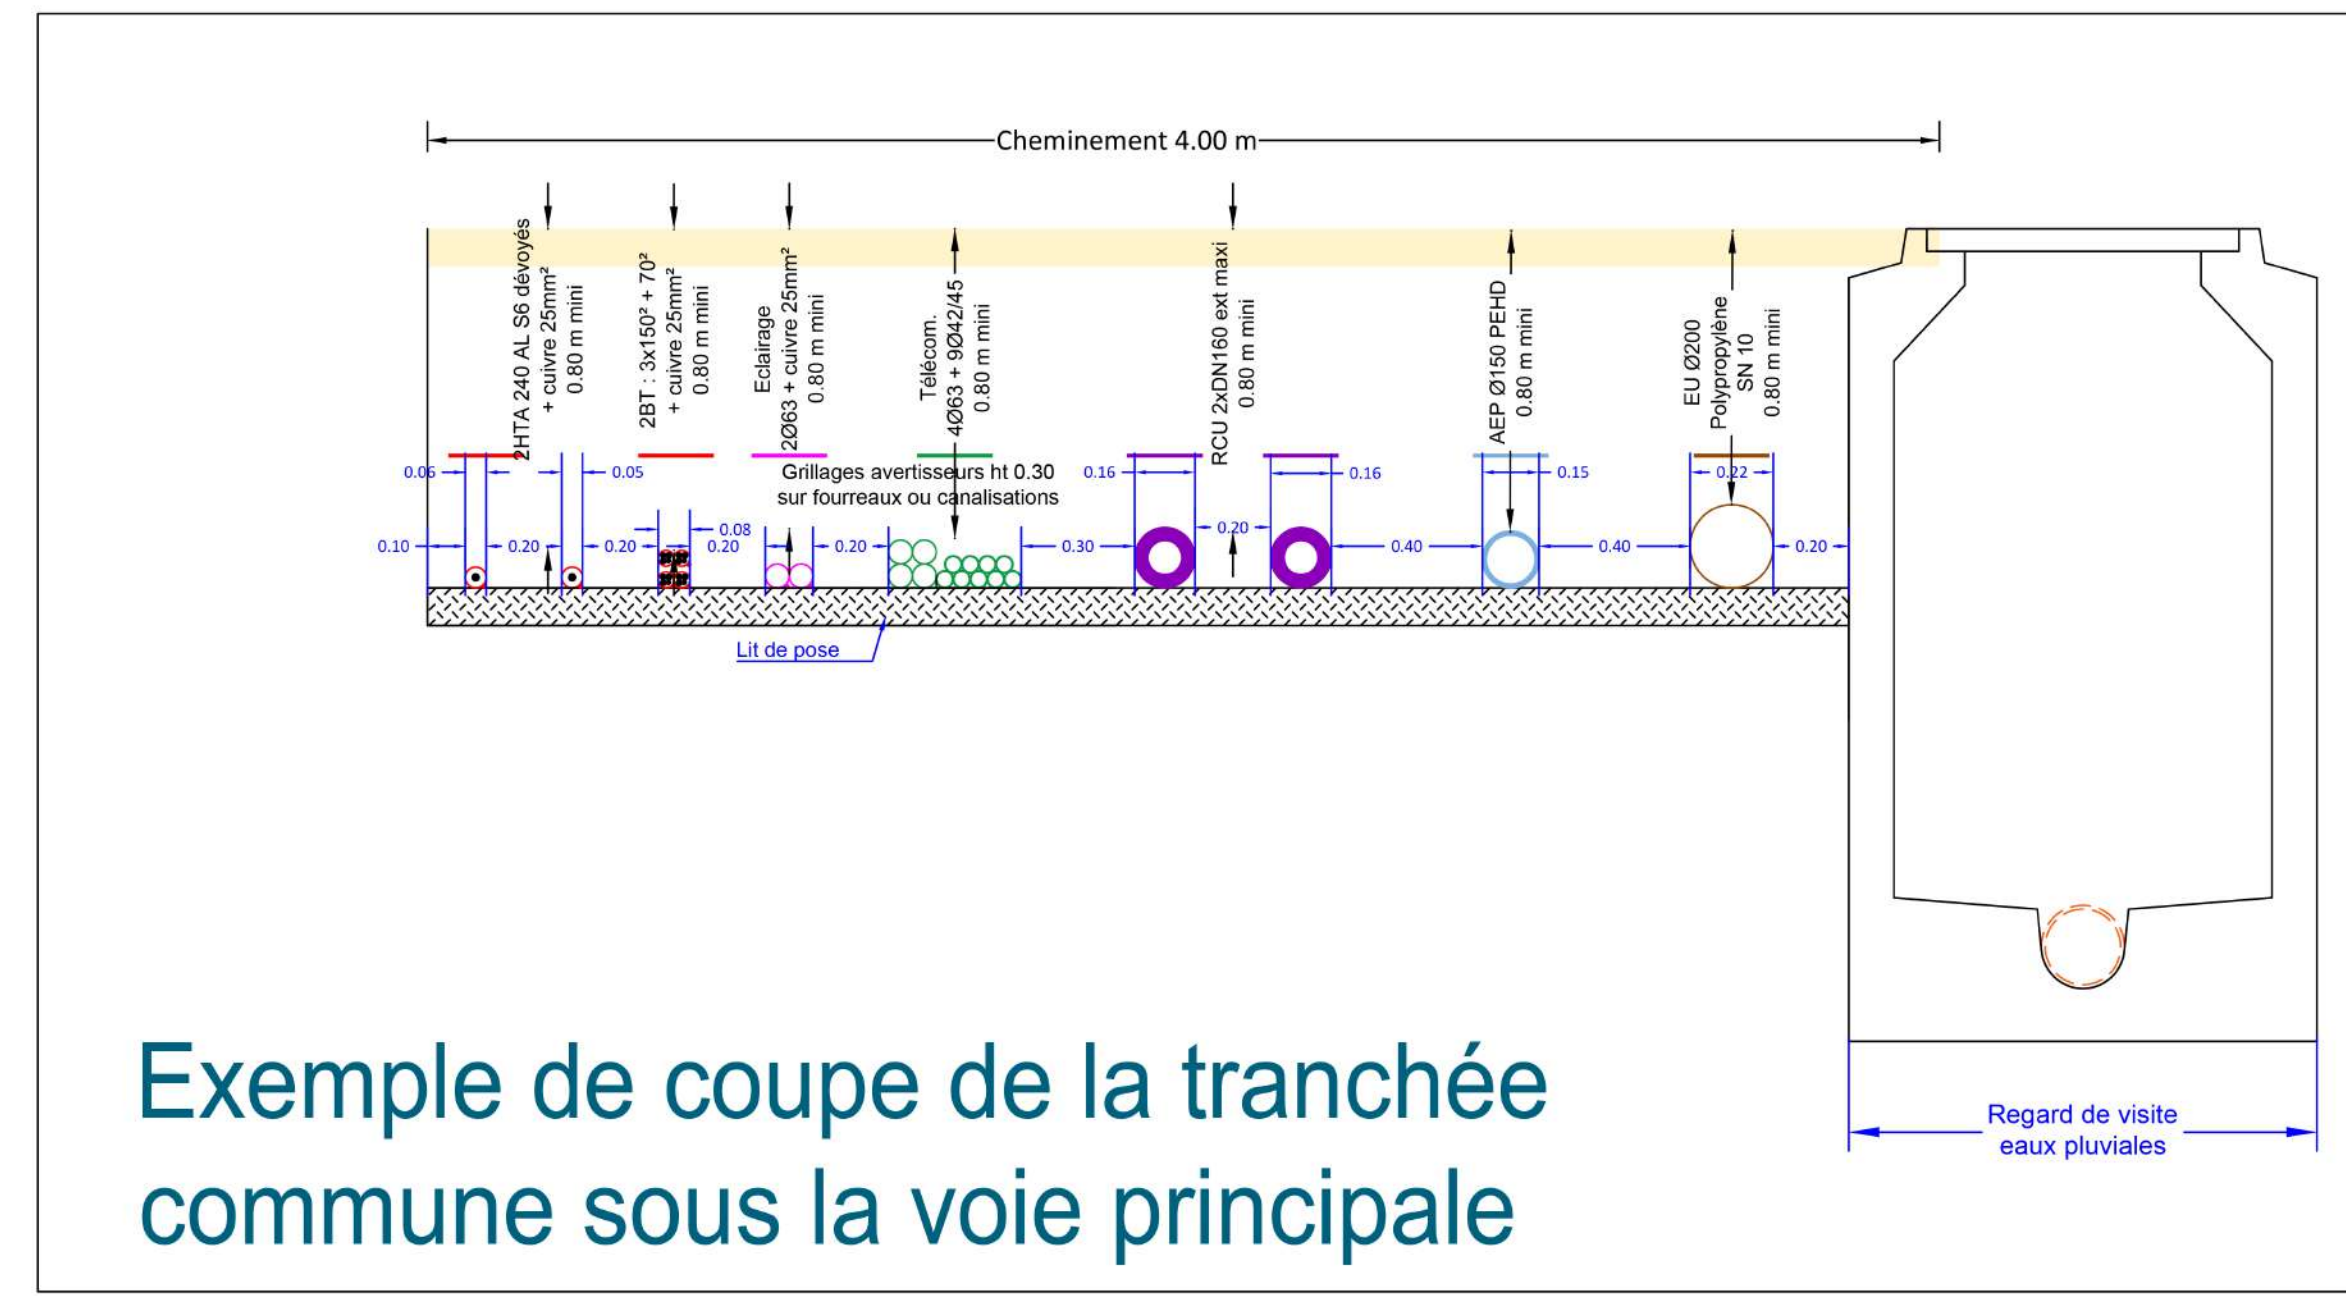 Cheminement 4.00 m
2HTA 240 AL S6 dévoyés
+ cuivre 25mm²
0.80 m mini
2BT : 3x150² + 70²
+ cuivre 25mm²
0.80 m mini
Eclairage
2Ø63 + cuivre 25mm²
0.80 m mini
Télécom.
4Ø63 + 9Ø42/45
0.80 m mini
RCU 2xDN160 ext maxi
0.80 m mini
AEP Ø150 PEHD
0.80 m mini
EU Ø200
Polypropylène
SN 10
0.80 m mini
0.05
Grillages avertisseurs ht 0.30
sur fourreaux ou canalisations
0.16
0.16
0.15
0.22
0.08
0.10
0.20
0.20
0.20
0.20
0.30
0.20
0.40
0.40
0.20
Lit de pose
Exemple de coupe de la tranchée
commune sous la voie principale
Regard de visite
eaux pluviales